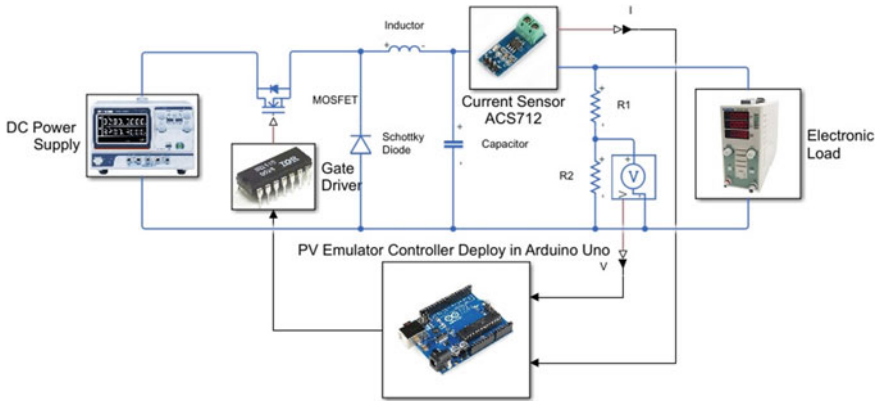 Inductor
I
MOSFET
Current Sensor
ACS712
R1
DC Power
Supply
Schottky
Diode
Capacitor
Electronic
Load
Gate
Driver
R2
V
PV Emulator Controller Deploy in Arduino Uno
V